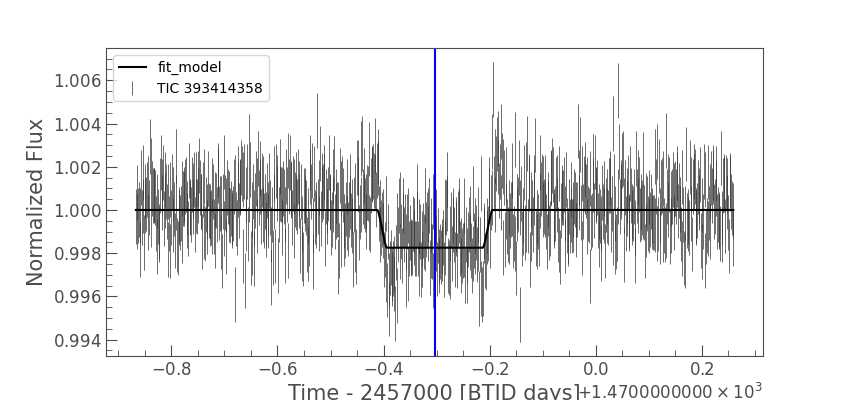 fit_model
TIC 393414358
1.006
1.004
1.002
1.000
0.998
0.996
0.994
Normalized Flux
−0.8 −0.6 −0.4 −0.2 0.0 0.2
Time - 2457000 [BTJD days]
+1.4700000000 × 10³